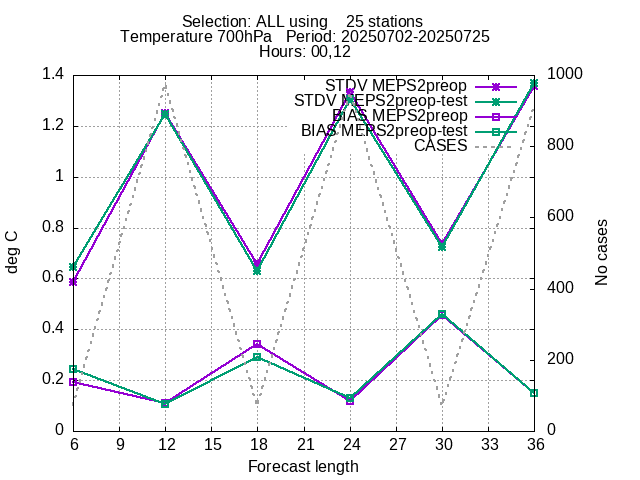 Selection: ALL using    25 stations
Temperature 700hPa   Period: 20250702-20250725
Hours: 00,12
STDV MEPS2preop
STDV MEPS2preop-test
BIAS MEPS2preop
BIAS MEPS2preop-test
CASES
deg C
1.4
1.2
1
0.8
0.6
0.4
0.2
0
1000
800
600
400
200
0
No cases
6 9 12 15 18 21 24 27 30 33 36
Forecast length